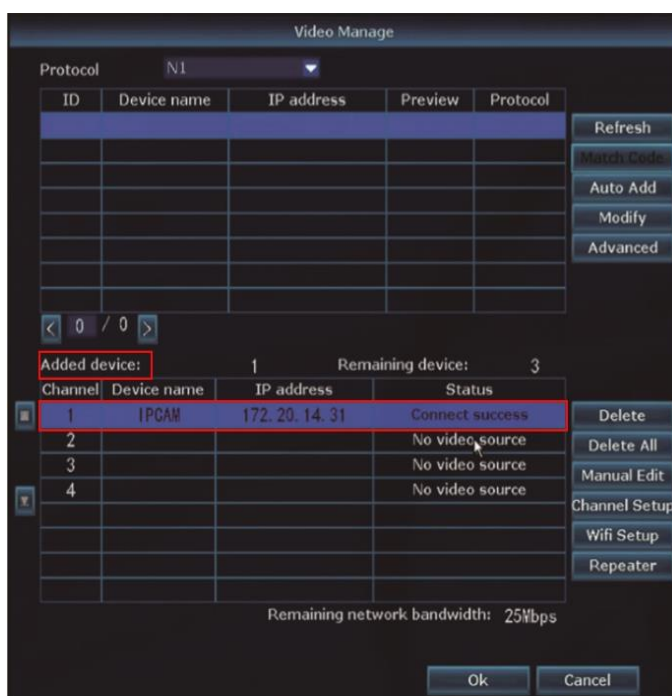 Video Manage
Protocol N1
ID Device name IP address Preview Protocol
Refresh
Match Code
Auto Add
Modify
Advanced
0 / 0
Added device: 1 Remaining device: 3
Channel Device name IP address Status
1 IPCAM 172.20.14.31 Connect success Delete
2 No video source Delete All
3 No video source Manual Edit
4 No video source Channel Setup
Wifi Setup
Repeater
Remaining network bandwidth: 25Mbps
Ok Cancel